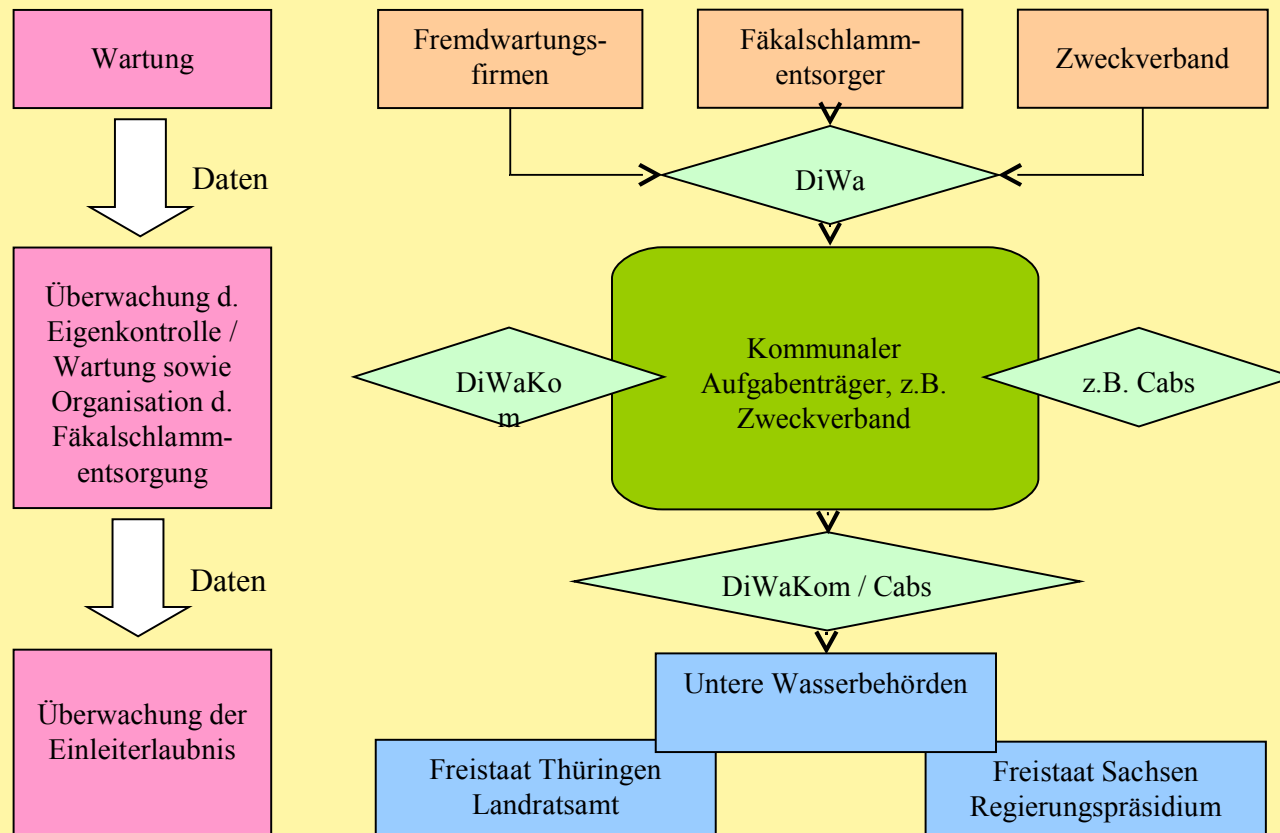 Wartung
Fremdwartungs-
firmen
Fäkalschlamm-
entsorger
Zweckverband
Daten
DiWa
Überwachung d.
Eigenkontrolle /
Wartung sowie
Organisation d.
Fäkalschlamm-
entsorgung
DiWaKo
m
Kommunaler
Aufgabenträger, z.B.
Zweckverband
z.B. Cabs
Daten
DiWaKom / Cabs
Überwachung der
Einleiterlaubnis
Untere Wasserbehörden
Freistaat Thüringen
Landratsamt
Freistaat Sachsen
Regierungspräsidium